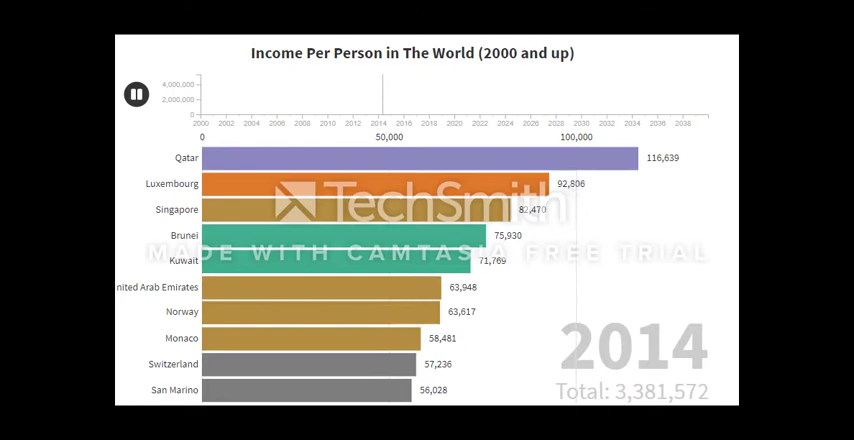 Income Per Person in The World (2000 and up)
4,000,000
2,000,000
0
2000 2002 2004 2006 2008 2010 2012 2014 2016 2018 2020 2022 2024 2026 2028 2030 2032 2034 2036 2038
0 50,000 100,000
Qatar 116,639
Luxembourg 92,806
TechSmith
Singapore 82,470
Brunei 75,930
MADE WITH CAMTASIA FREE TRIAL
Kuwait 71,769
nited Arab Emirates 63,948
Norway 63,617
Monaco 58,481
2014
Switzerland 57,236
San Marino 56,028
Total: 3,381,572